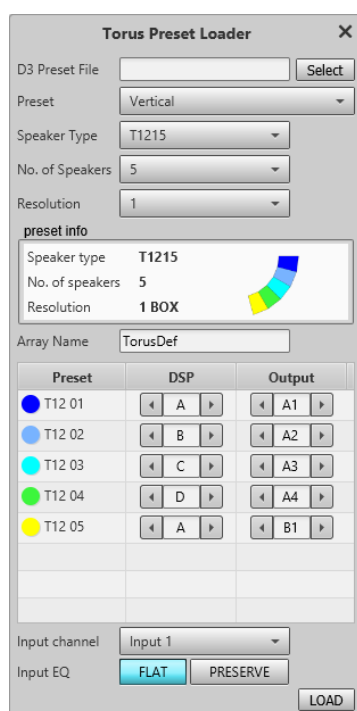 Torus Preset Loader
D3 Preset File Select
Preset Vertical
Speaker Type T1215
No. of Speakers 5
Resolution 1
preset info
Speaker type T1215
No. of speakers 5
Resolution 1 BOX
Array Name TorusDef
Preset DSP Output
T12 01 A A1
T12 02 B A2
T12 03 C A3
T12 04 D A4
T12 05 A B1
Input channel Input 1
Input EQ FLAT PRESERVE
LOAD